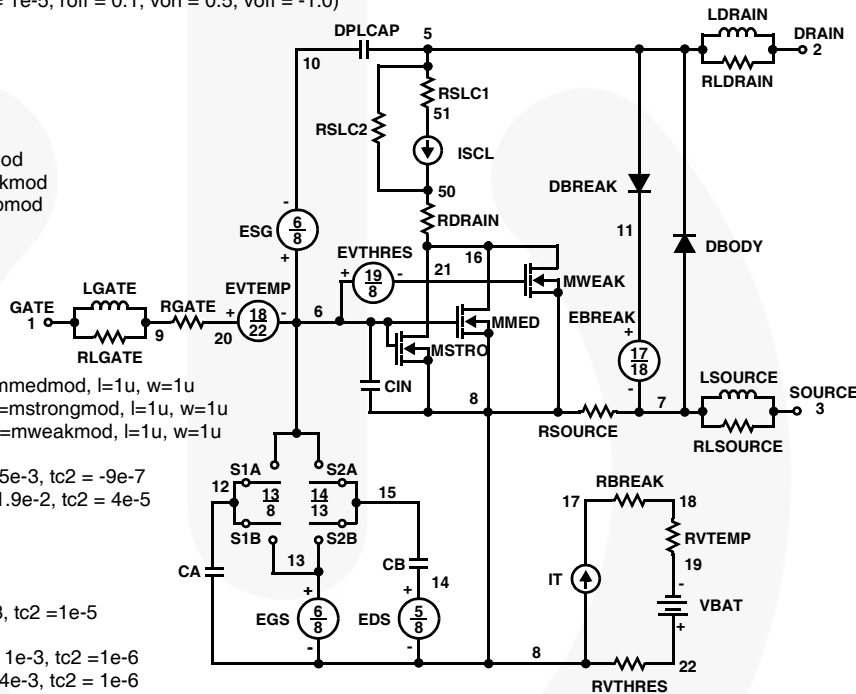 = 1e-5, roff = 0.1, von = 0.5, voff = -1.0)
LDRAIN
DPLCAP 5 DRAIN
10 2
RSLC1 RLDRAIN
51
RSLC2
ISCL
od
kmod DBREAK
omod 50
- RDRAIN
6/8 11
ESG DBODY
EVTHRES 16
+ + 19/8 - 21 MWEAK
LGATE EVTEMP
GATE RGATE 6 MMED EBREAK
1 + 18/22 - +
9 20 MSTRO 17/18
RLGATE LSOURCE
mmedmod, l=1u, w=1u CIN - SOURCE
=mstrongmod, l=1u, w=1u 8 7 3
=mweakmod, l=1u, w=1u RSOURCE
RLSOURCE
5e-3, tc2 = -9e-7 S1A S2A RBREAK
1.9e-2, tc2 = 4e-5 12 13/8 14/13 15 17 18
S1B S2B RVTEMP
13 CB 19
CA 14 IT -
+ + VBAT
3, tc2 =1e-5 EGS 6/8 EDS 5/8 +
- - 8
1e-3, tc2 =1e-6 22
4e-3, tc2 = 1e-6 RVTHRES